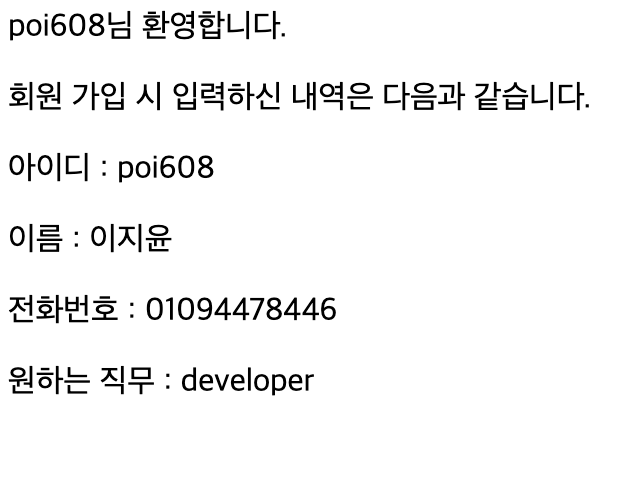 poi608님 환영합니다.
회원 가입 시 입력하신 내역은 다음과 같습니다.
아이디 : poi608
이름 : 이지윤
전화번호 : 01094478446
원하는 직무 : developer